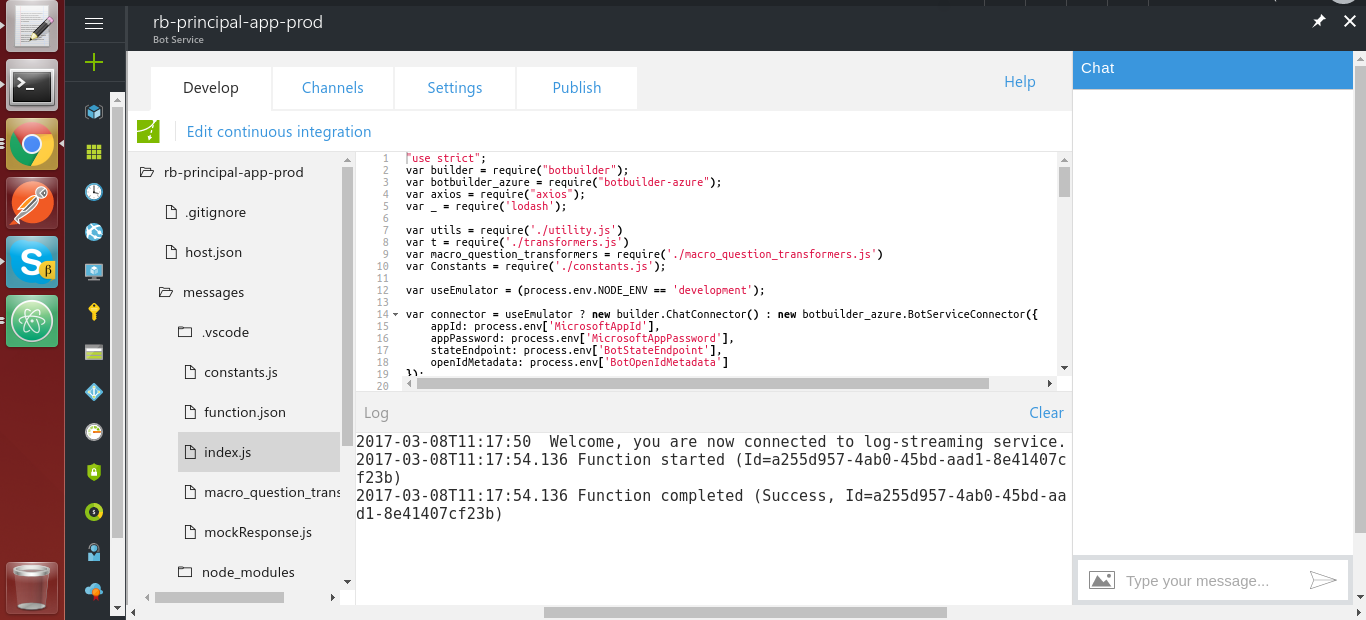 rb-principal-app-prod
Bot Service
Develop
Channels
Settings
Publish
Help
Edit continuous integration
rb-principal-app-prod
.gitignore
host.json
messages
.vscode
constants.js
function.json
index.js
macro_question_trans
mockResponse.js
node_modules
1 "use strict";
2 var builder = require("botbuilder");
3 var botbuilder_azure = require("botbuilder-azure");
4 var axios = require("axios");
5 var _ = require('lodash');
6
7 var utils = require('./utility.js')
8 var t = require('./transformers.js')
9 var macro_question_transformers = require('./macro_question_transformers.js')
10 var Constants = require('./constants.js');
11
12 var useEmulator = (process.env.NODE_ENV == 'development');
13
14 var connector = useEmulator ? new builder.ChatConnector() : new botbuilder_azure.BotServiceConnector({
15 appId: process.env['MicrosoftAppId'],
16 appPassword: process.env['MicrosoftAppPassword'],
17 stateEndpoint: process.env['BotStateEndpoint'],
18 openIdMetadata: process.env['BotOpenIdMetadata']
19 });
20
Log
Clear
2017-03-08T11:17:50  Welcome, you are now connected to log-streaming service.
2017-03-08T11:17:54.136 Function started (Id=a255d957-4ab0-45bd-aad1-8e41407c
f23b)
2017-03-08T11:17:54.136 Function completed (Success, Id=a255d957-4ab0-45bd-aa
d1-8e41407cf23b)
Chat
Type your message...